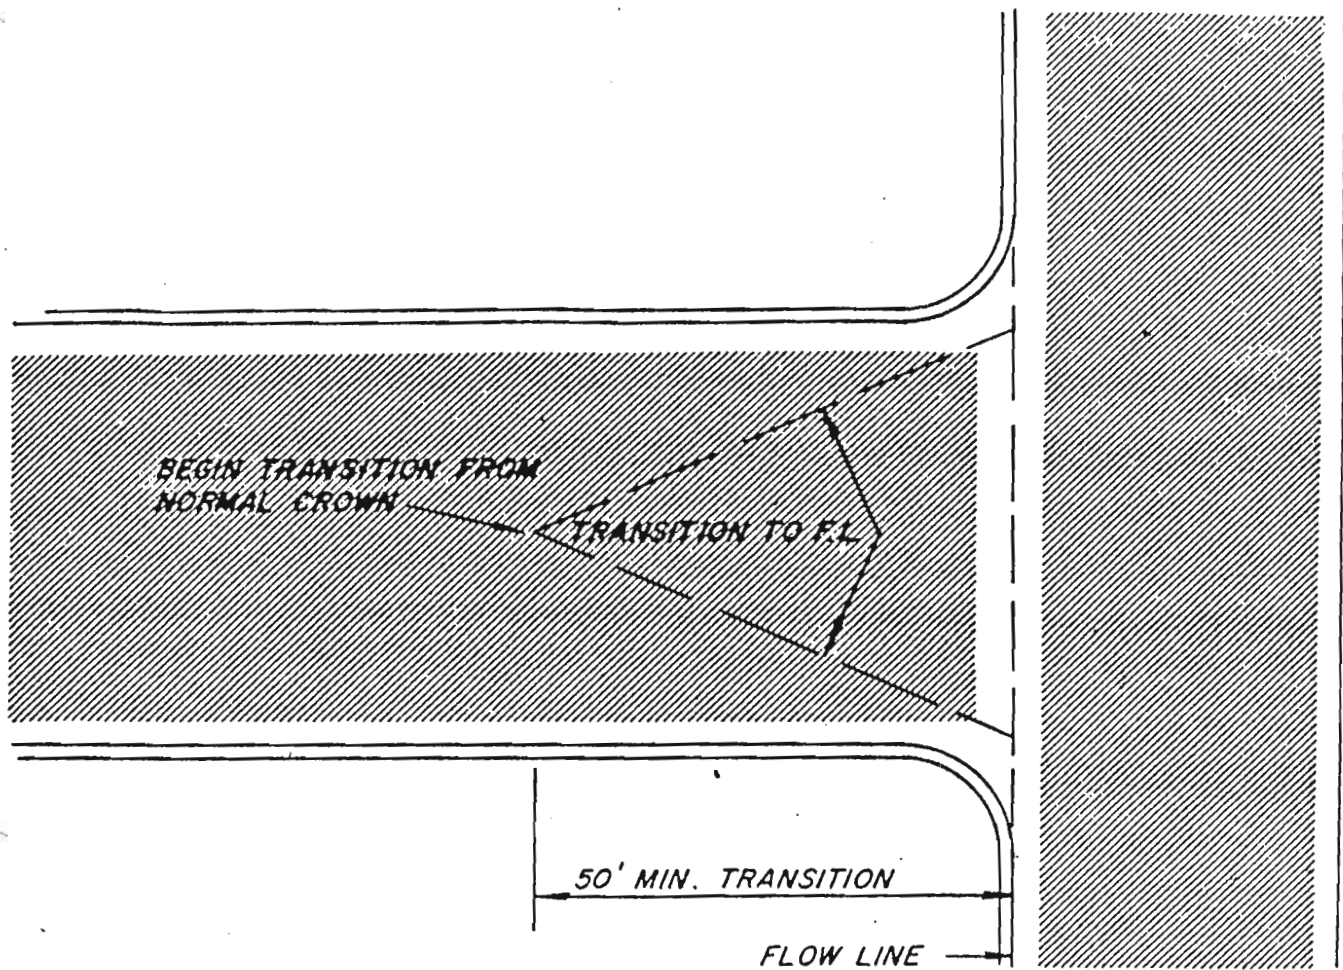 BEGIN TRANSITION FROM
NORMAL CROWN
TRANSITION TO F.L.
50' MIN. TRANSITION
FLOW LINE